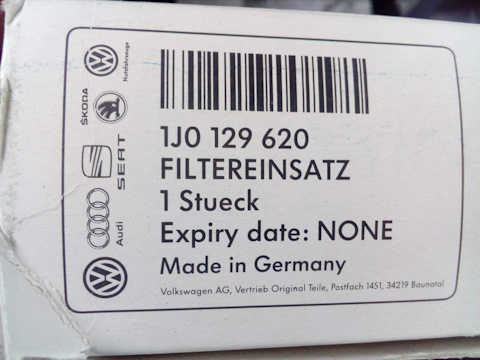 1J0 129 620
FILTEREINSATZ
1 Stueck
Expiry date: NONE
Made in Germany
Volkswagen AG, Vertrieb Original Teile, Postfach 1451, 34219 Baunatal
Nutzfahrzeuge
ŠKODA
SEAT
Audi